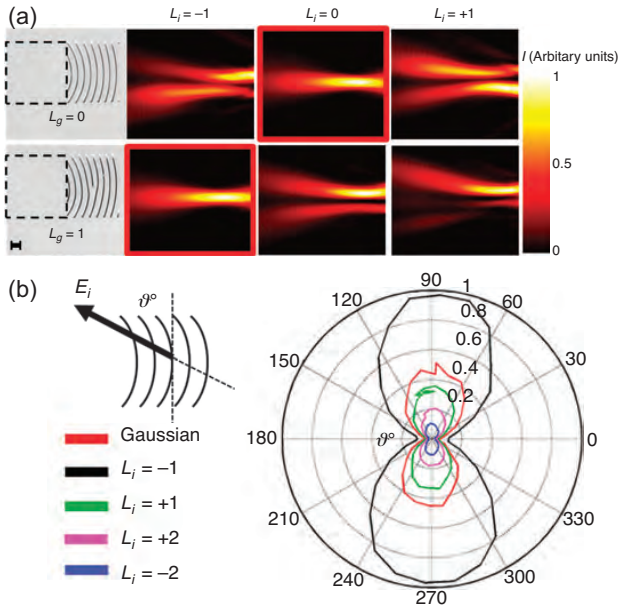 (a)
L_i = −1
L_i = 0
L_i = +1
I (Arbitary units)
L_g = 0
1
0.5
0
L_g = 1
(b)
E_i
ϑ°
Gaussian
L_i = −1
L_i = +1
L_i = +2
L_i = −2
90
1
120
60
0.8
0.6
150
30
0.4
0.2
180
ϑ°
0
210
330
240
300
270